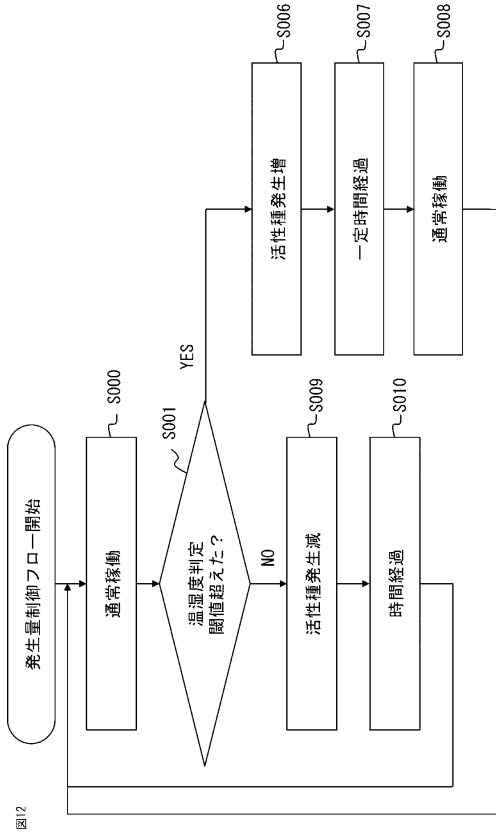 図12
発生量制御フロー開始
通常稼働
S000
温湿度判定
閾値超えた?
S001
YES
NO
活性種発生増
S006
一定時間経過
S007
通常稼働
S008
活性種発生減
S009
時間経過
S010